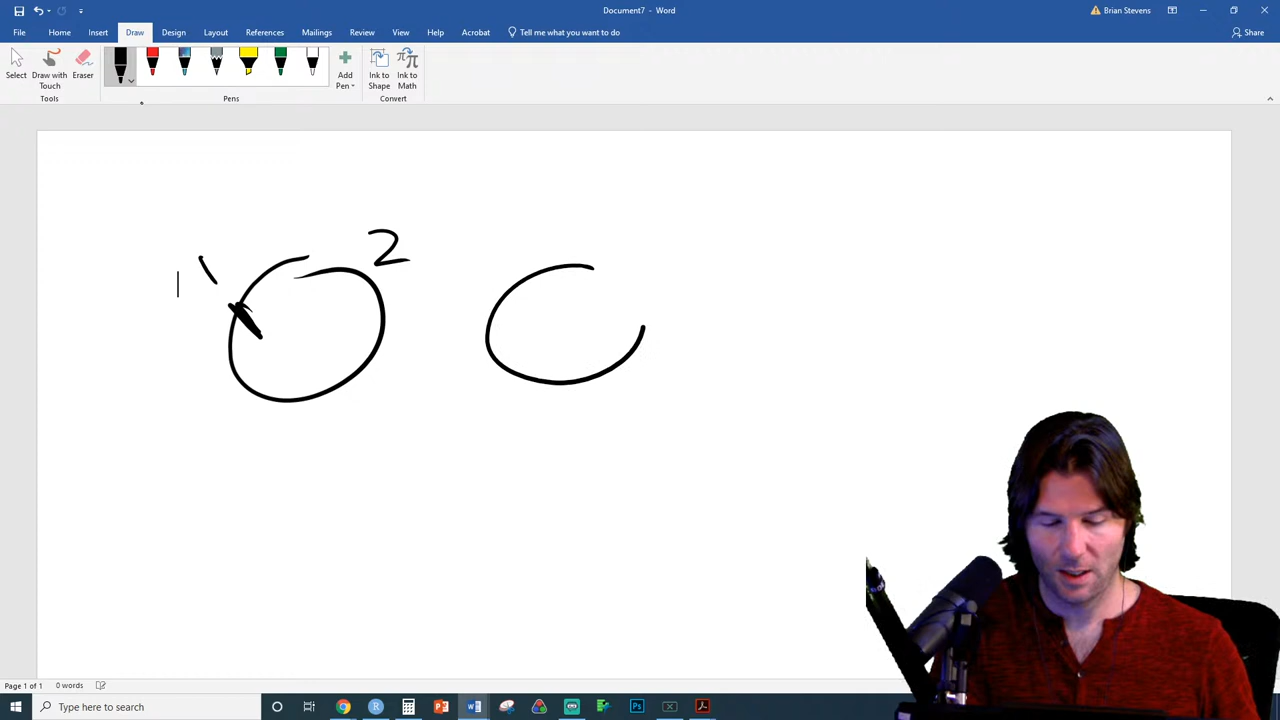 Document7 - Word
Brian Stevens
File Home Insert Draw Design Layout References Mailings Review View Help Acrobat Tell me what you want to do Share
Select Draw with Touch Eraser Add Pen Ink to Shape Ink to Math
Tools Pens Convert
2
Page 1 of 1 0 words
Type here to search